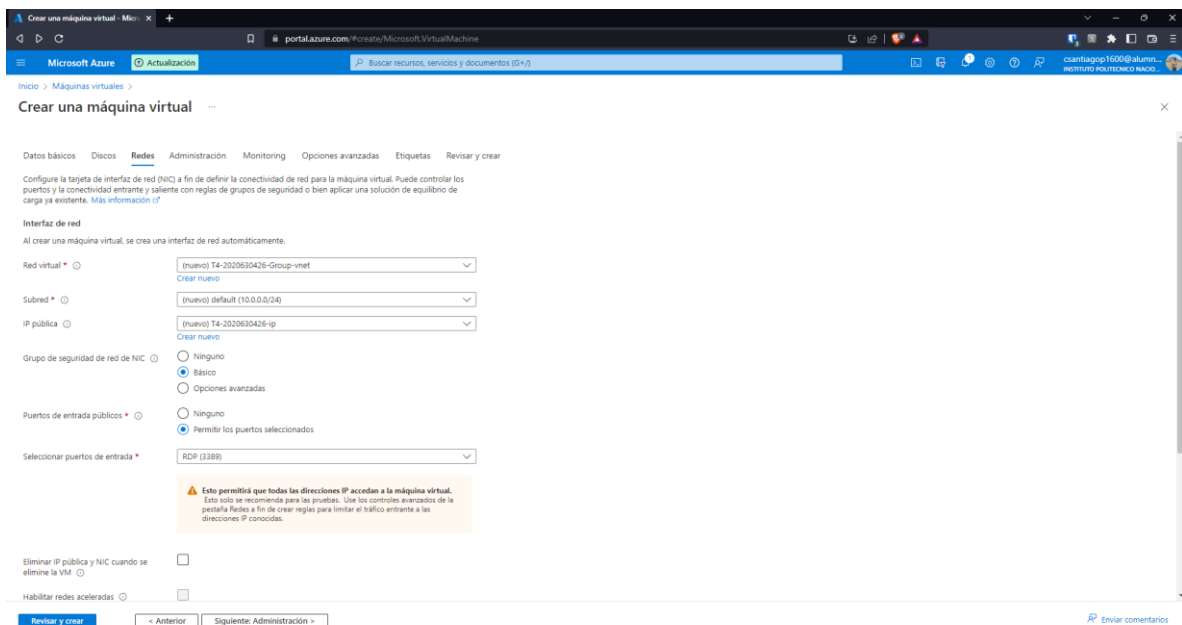 Crear una máquina virtual - Micr
portal.azure.com/#create/Microsoft.VirtualMachine
Microsoft Azure
Actualización
Buscar recursos, servicios y documentos (G+/)
csantiagop1600@alumn...
INSTITUTO POLITECNICO NACIO...
Inicio > Máquinas virtuales >
Crear una máquina virtual ...
Datos básicos Discos Redes Administración Monitoring Opciones avanzadas Etiquetas Revisar y crear
Configure la tarjeta de interfaz de red (NIC) a fin de definir la conectividad de red para la máquina virtual. Puede controlar los
puertos y la conectividad entrante y saliente con reglas de grupos de seguridad o bien aplicar una solución de equilibrio de
carga ya existente. Más información
Interfaz de red
Al crear una máquina virtual, se crea una interfaz de red automáticamente.
Red virtual *
(nuevo) T4-2020630426-Group-vnet
Crear nuevo
Subred *
(nuevo) default (10.0.0.0/24)
IP pública
(nuevo) T4-2020630426-ip
Crear nuevo
Grupo de seguridad de red de NIC
Ninguno
Básico
Opciones avanzadas
Puertos de entrada públicos *
Ninguno
Permitir los puertos seleccionados
Seleccionar puertos de entrada *
RDP (3389)
Esto permitirá que todas las direcciones IP accedan a la máquina virtual.
Esto solo se recomienda para las pruebas. Use los controles avanzados de la
pestaña Redes a fin de crear reglas para limitar el tráfico entrante a las
direcciones IP conocidas.
Eliminar IP pública y NIC cuando se
elimine la VM
Habilitar redes aceleradas
Revisar y crear
< Anterior
Siguiente: Administración >
Enviar comentarios